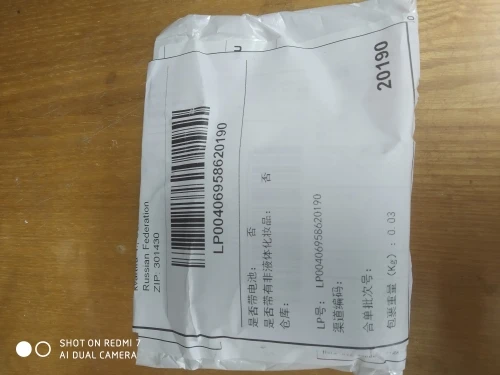 Russian Federation
ZIP: 301430
LP00406958620190
20190
是否带电池： 否
是否带有非液体化妆品： 否
仓库：
LP号： LP00406958620190
渠道编码：
合单批次号：
包裹重量（Kg）：0.03
SHOT ON REDMI 7
AI DUAL CAMERA